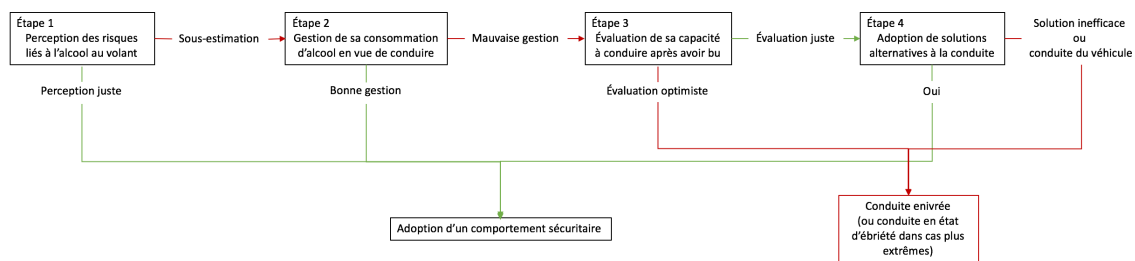 Étape 1
Perception des risques
liés à l'alcool au volant
Sous-estimation
Étape 2
Gestion de sa consommation
d'alcool en vue de conduire
Mauvaise gestion
Étape 3
Évaluation de sa capacité
à conduire après avoir bu
Évaluation juste
Étape 4
Adoption de solutions
alternatives à la conduite
Solution inefficace
ou
conduite du véhicule
Perception juste
Bonne gestion
Évaluation optimiste
Oui
Adoption d'un comportement sécuritaire
Conduite enivrée
(ou conduite en état
d'ébriété dans cas plus
extrêmes)